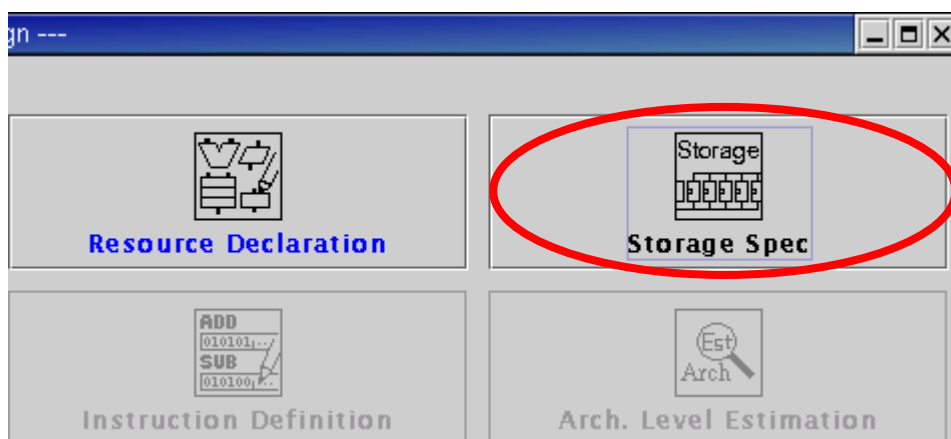 gn ---
Storage
Resource Declaration
Storage Spec
ADD
010101
SUB
010100
Est
Arch
Instruction Definition
Arch. Level Estimation